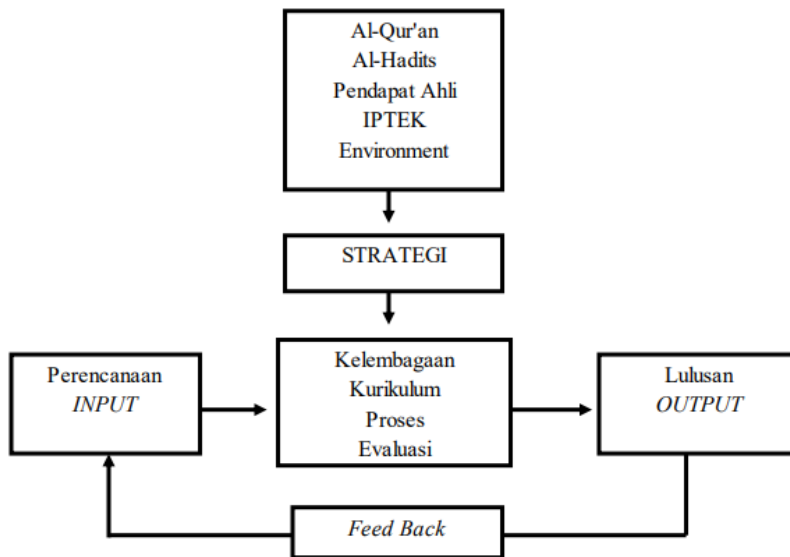 Al-Qur'an
Al-Hadits
Pendapat Ahli
IPTEK
Environment
STRATEGI
Perencanaan
INPUT
Kelembagaan
Kurikulum
Proses
Evaluasi
Lulusan
OUTPUT
Feed Back